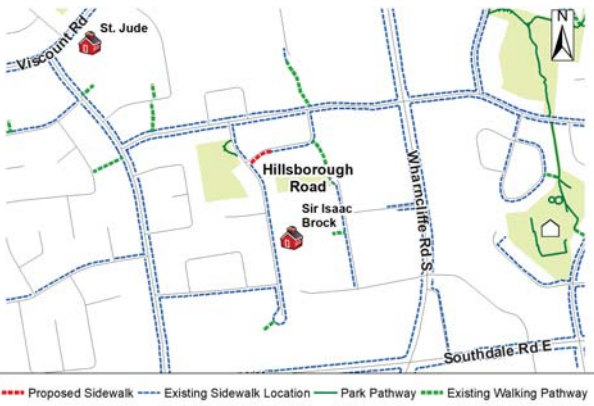 N
St. Jude
Viscount Rd
Hillsborough
Road
Sir Isaac
Brock
Wharncliffe Rd S
Southdale Rd E
Proposed Sidewalk
Existing Sidewalk Location
Park Pathway
Existing Walking Pathway